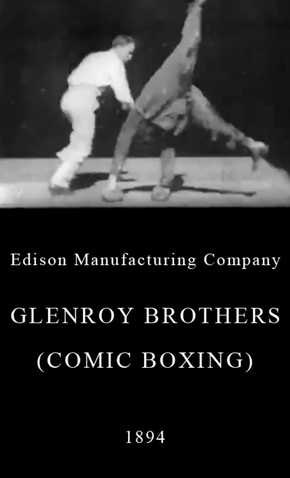 Edison Manufacturing Company
GLENROY BROTHERS
(COMIC BOXING)
1894